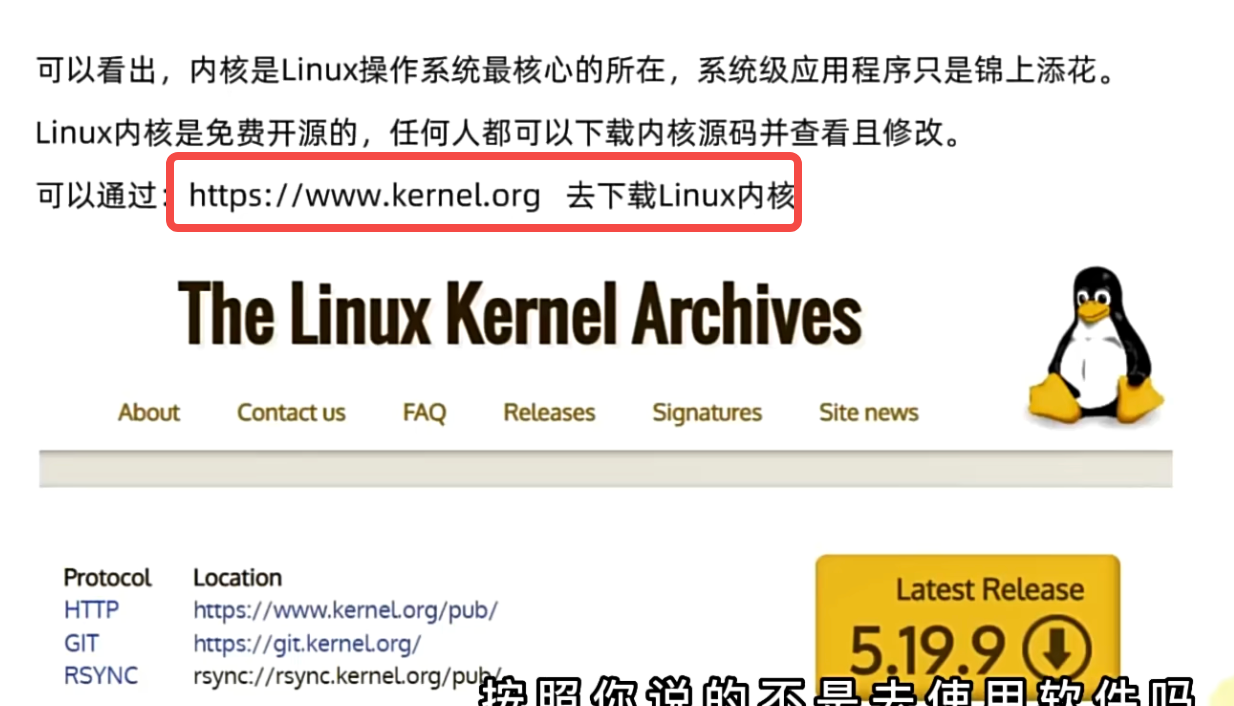 可以看出，内核是Linux操作系统最核心的所在，系统级应用程序只是锦上添花。
Linux内核是免费开源的，任何人都可以下载内核源码并查看且修改。
可以通过：https://www.kernel.org 去下载Linux内核
The Linux Kernel Archives
About Contact us FAQ Releases Signatures Site news
Protocol Location
HTTP https://www.kernel.org/pub/
GIT https://git.kernel.org/
RSYNC rsync://rsync.kernel.org/pub/
Latest Release
5.19.9
按照你说的不是去使用软件吗